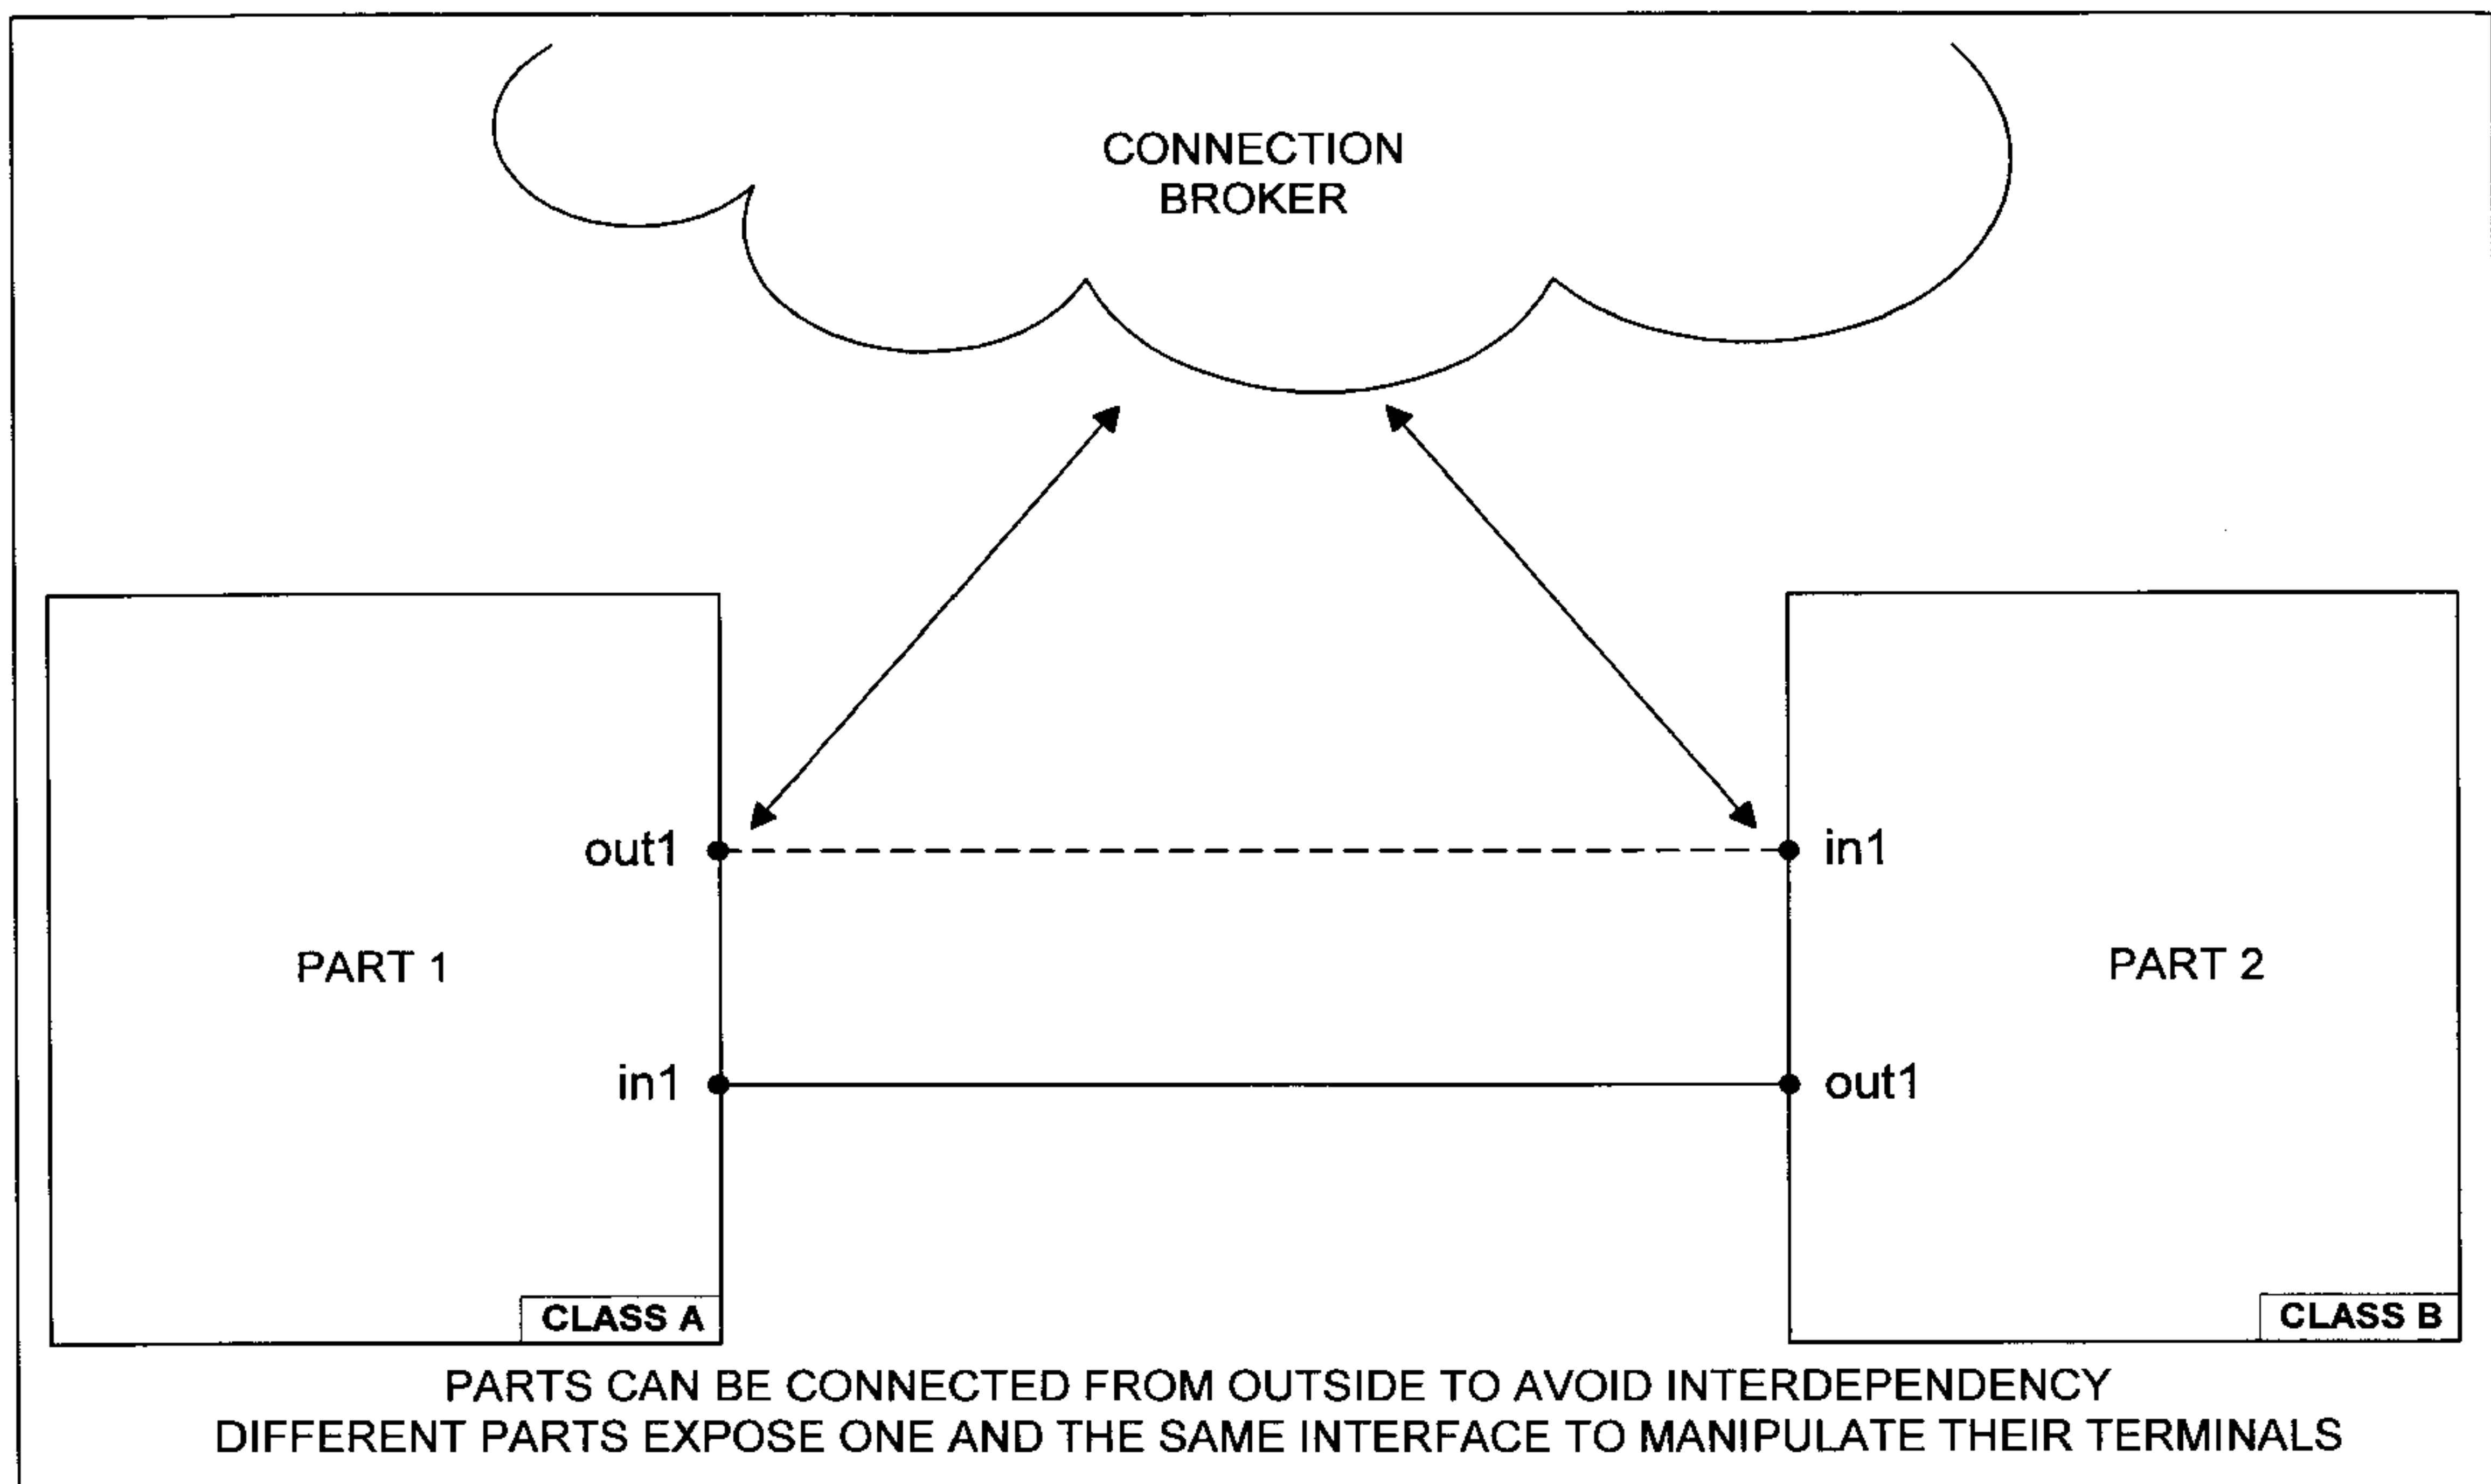 CONNECTION
BROKER
out1
in1
PART 1
PART 2
in1
out1
CLASS A
CLASS B
PARTS CAN BE CONNECTED FROM OUTSIDE TO AVOID INTERDEPENDENCY
DIFFERENT PARTS EXPOSE ONE AND THE SAME INTERFACE TO MANIPULATE THEIR TERMINALS